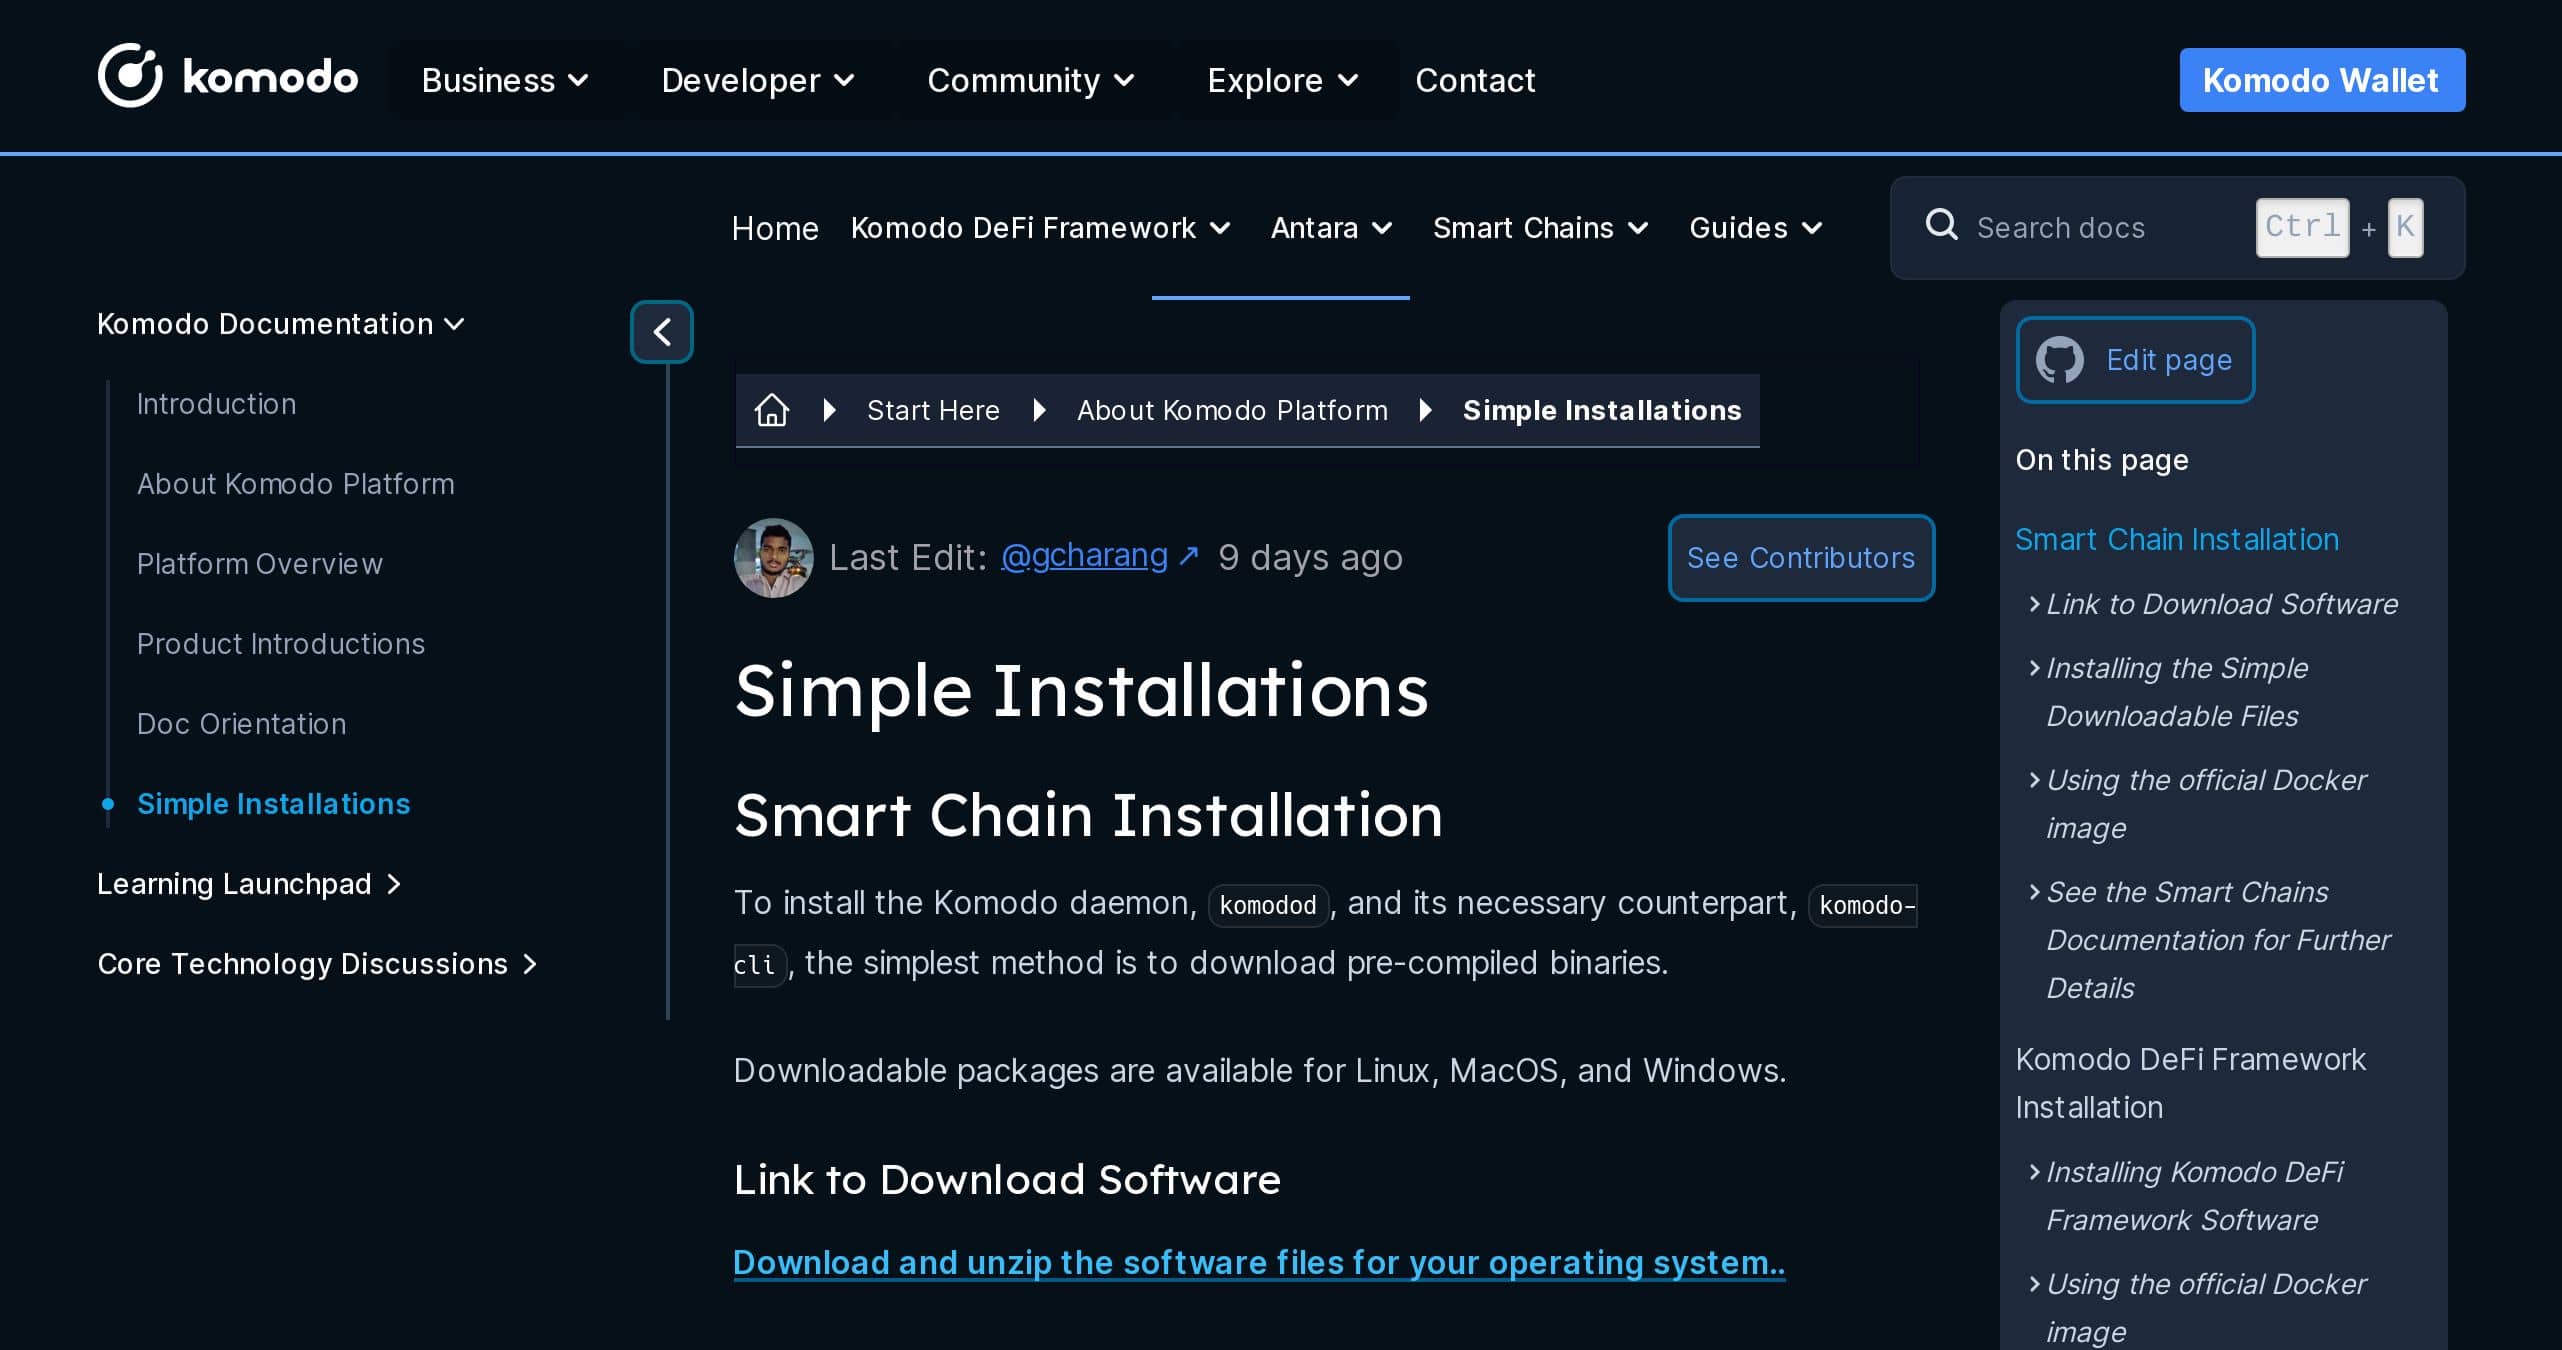 komodo
Business
Developer
Community
Explore
Contact
Komodo Wallet
Home
Komodo DeFi Framework
Antara
Smart Chains
Guides
Search docs
Ctrl + K
Komodo Documentation
Introduction
About Komodo Platform
Platform Overview
Product Introductions
Doc Orientation
Simple Installations
Learning Launchpad
Core Technology Discussions
Start Here
About Komodo Platform
Simple Installations
Last Edit: @gcharang ↗ 9 days ago
See Contributors
Simple Installations
Smart Chain Installation
To install the Komodo daemon, komodod, and its necessary counterpart, komodo-
cli, the simplest method is to download pre-compiled binaries.
Downloadable packages are available for Linux, MacOS, and Windows.
Link to Download Software
Download and unzip the software files for your operating system..
Edit page
On this page
Smart Chain Installation
Link to Download Software
Installing the Simple
Downloadable Files
Using the official Docker
image
See the Smart Chains
Documentation for Further
Details
Komodo DeFi Framework
Installation
Installing Komodo DeFi
Framework Software
Using the official Docker
image